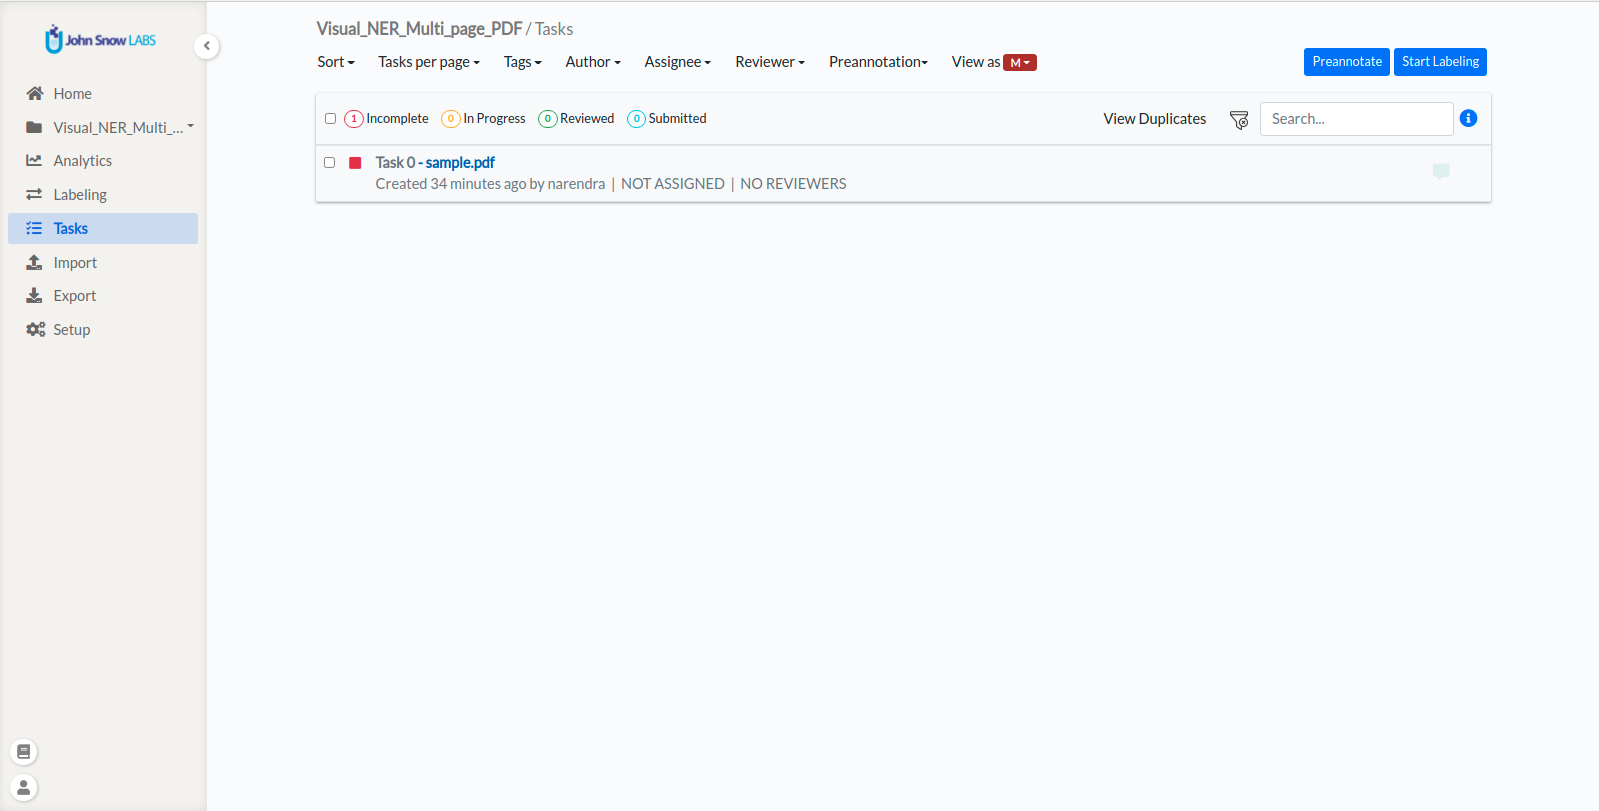 John Snow LABS
Home
Visual_NER_Multi_...
Analytics
Labeling
Tasks
Import
Export
Setup
Visual_NER_Multi_page_PDF / Tasks
Sort Tasks per page Tags Author Assignee Reviewer Preannotation View as M
Preannotate Start Labeling
1 Incomplete 0 In Progress 0 Reviewed 0 Submitted
View Duplicates Search...
Task 0 - sample.pdf
Created 34 minutes ago by narendra | NOT ASSIGNED | NO REVIEWERS